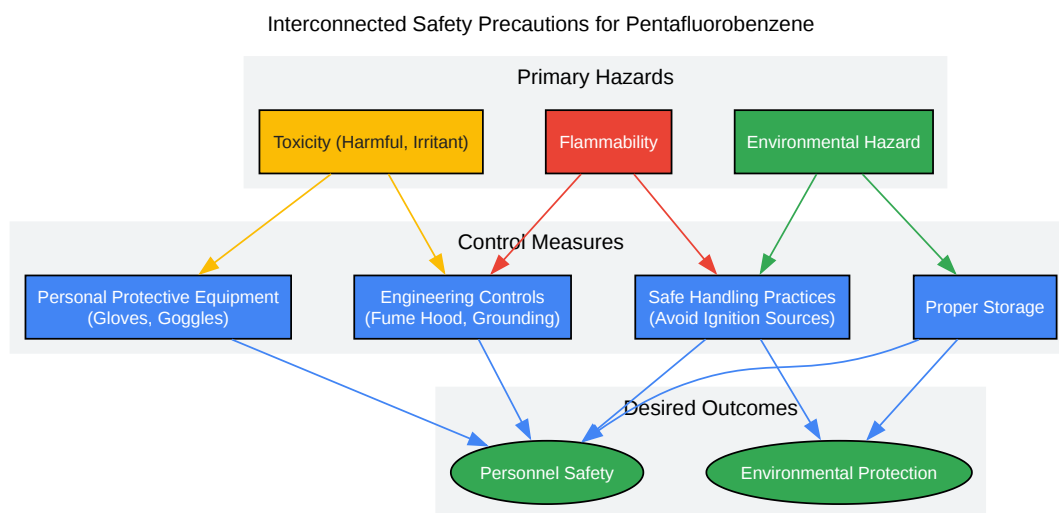 Interconnected Safety Precautions for Pentafluorobenzene
Primary Hazards
Toxicity (Harmful, Irritant)
Flammability
Environmental Hazard
Control Measures
Personal Protective Equipment
(Gloves, Goggles)
Engineering Controls
(Fume Hood, Grounding)
Safe Handling Practices
(Avoid Ignition Sources)
Proper Storage
Desired Outcomes
Personnel Safety
Environmental Protection